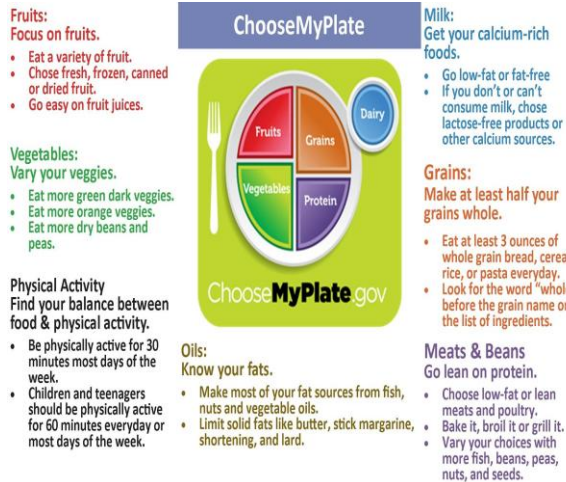 Fruits:
Focus on fruits.
• Eat a variety of fruit.
• Chose fresh, frozen, canned
or dried fruit.
• Go easy on fruit juices.
Vegetables:
Vary your veggies.
• Eat more green dark veggies.
• Eat more orange veggies.
• Eat more dry beans and
peas.
Physical Activity
Find your balance between
food & physical activity.
• Be physically active for 30
minutes most days of the
week.
• Children and teenagers
should be physically active
for 60 minutes everyday or
most days of the week.
ChooseMyPlate
Fruits
Grains
Dairy
Vegetables
Protein
ChooseMyPlate.gov
Oils:
Know your fats.
• Make most of your fat sources from fish,
nuts and vegetable oils.
• Limit solid fats like butter, stick margarine,
shortening, and lard.
Milk:
Get your calcium-rich
foods.
• Go low-fat or fat-free
• If you don't or can't
consume milk, chose
lactose-free products or
other calcium sources.
Grains:
Make at least half your
grains whole.
• Eat at least 3 ounces of
whole grain bread, cerea
rice, or pasta everyday.
• Look for the word "whol
before the grain name or
the list of ingredients.
Meats & Beans
Go lean on protein.
• Choose low-fat or lean
meats and poultry.
• Bake it, broil it or grill it.
• Vary your choices with
more fish, beans, peas,
nuts, and seeds.